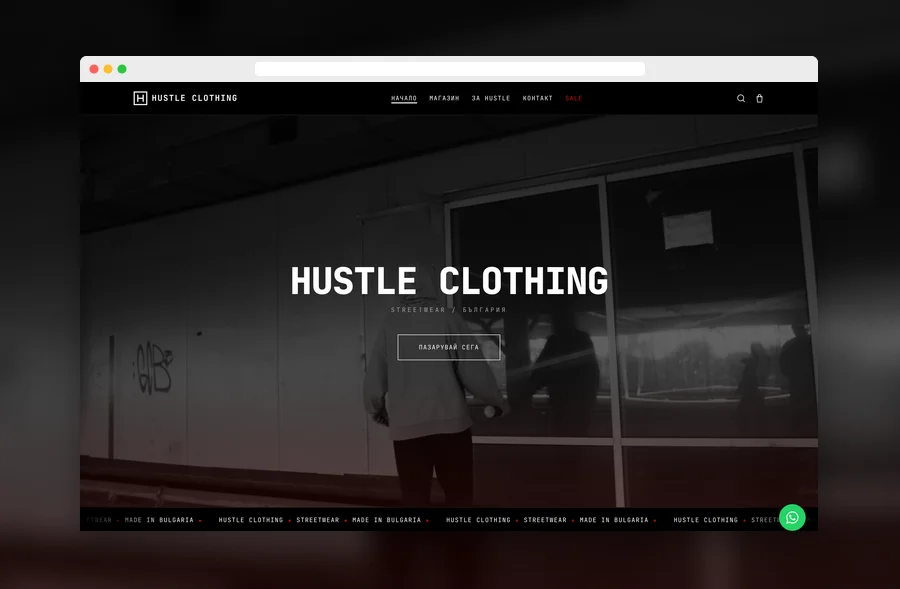 HUSTLE CLOTHING
НАЧАЛО МАГАЗИН ЗА HUSTLE КОНТАКТ SALE
HUSTLE CLOTHING
STREETWEAR / БЪЛГАРИЯ
ПАЗАРУВАЙ СЕГА
MADE IN BULGARIA • HUSTLE CLOTHING • STREETWEAR • MADE IN BULGARIA • HUSTLE CLOTHING • STREETWEAR • MADE IN BULGARIA • HUSTLE CLOTHING •